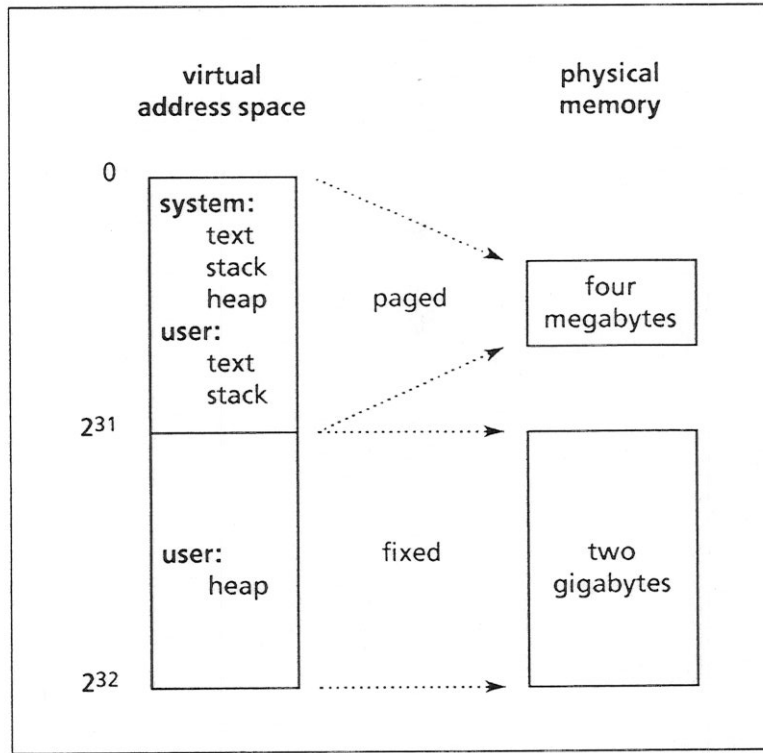 virtual
address space
physical
memory
0
system:
text
stack
heap
user:
text
stack
paged
four
megabytes
2³¹
user:
heap
fixed
two
gigabytes
2³²